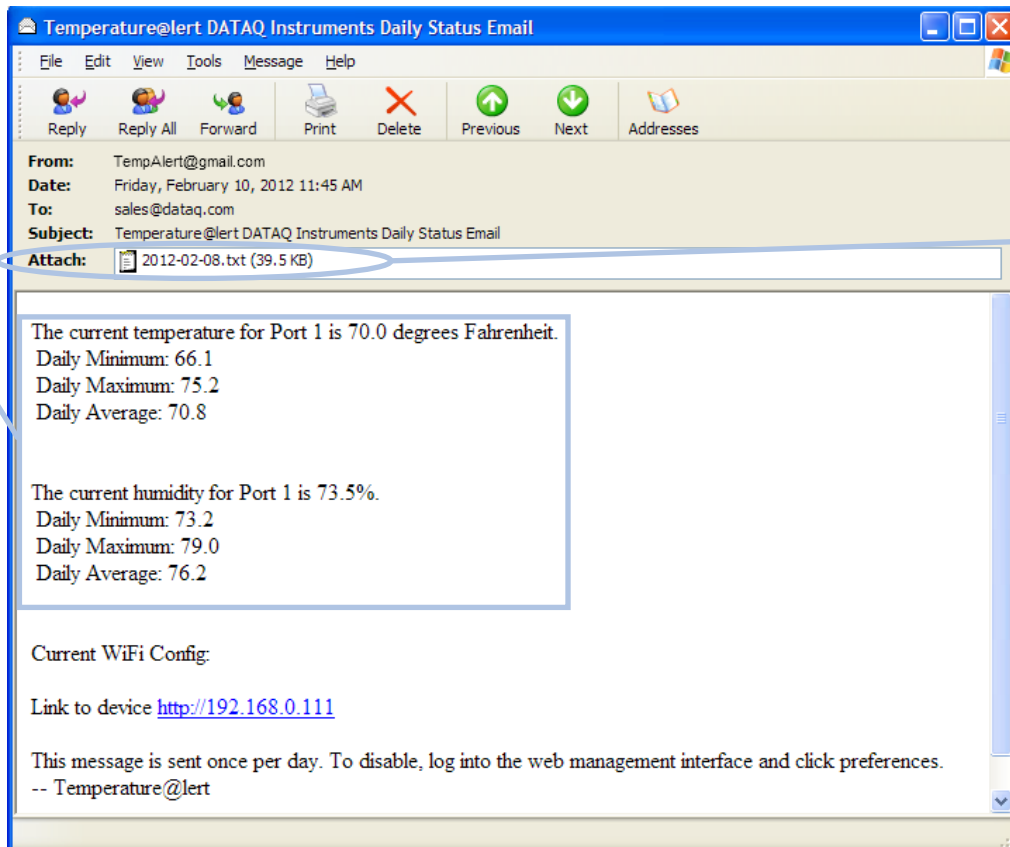 Temperature@lert DATAQ Instruments Daily Status Email
File Edit View Tools Message Help
Reply Reply All Forward Print Delete Previous Next Addresses
From: TempAlert@gmail.com
Date: Friday, February 10, 2012 11:45 AM
To: sales@dataq.com
Subject: Temperature@lert DATAQ Instruments Daily Status Email
Attach: 2012-02-08.txt (39.5 KB)
The current temperature for Port 1 is 70.0 degrees Fahrenheit.
Daily Minimum: 66.1
Daily Maximum: 75.2
Daily Average: 70.8
The current humidity for Port 1 is 73.5%.
Daily Minimum: 73.2
Daily Maximum: 79.0
Daily Average: 76.2
Current WiFi Config:
Link to device http://192.168.0.111
This message is sent once per day. To disable, log into the web management interface and click preferences.
-- Temperature@lert